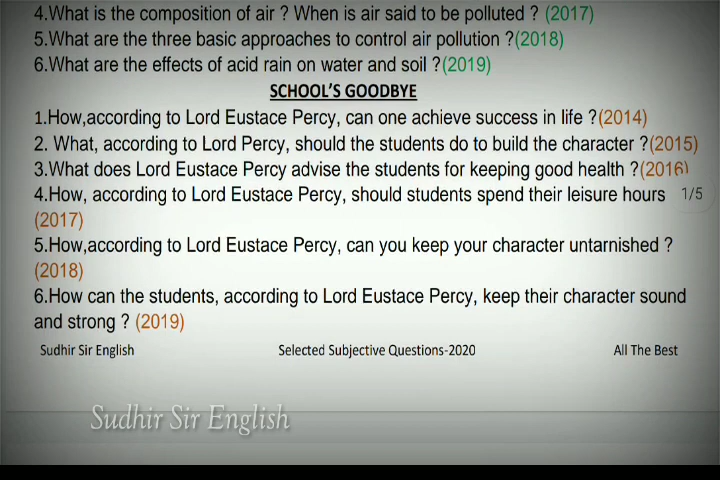 4.What is the composition of air ? When is air said to be polluted ? (2017)
5.What are the three basic approaches to control air pollution ?(2018)
6.What are the effects of acid rain on water and soil ?(2019)
SCHOOL'S GOODBYE
1.How,according to Lord Eustace Percy, can one achieve success in life ?(2014)
2. What, according to Lord Percy, should the students do to build the character ?(2015)
3.What does Lord Eustace Percy advise the students for keeping good health ?(2016)
4.How, according to Lord Eustace Percy, should students spend their leisure hours 1/5
(2017)
5.How,according to Lord Eustace Percy, can you keep your character untarnished ?
(2018)
6.How can the students, according to Lord Eustace Percy, keep their character sound
and strong ? (2019)
Sudhir Sir English Selected Subjective Questions-2020 All The Best
Sudhir Sir English